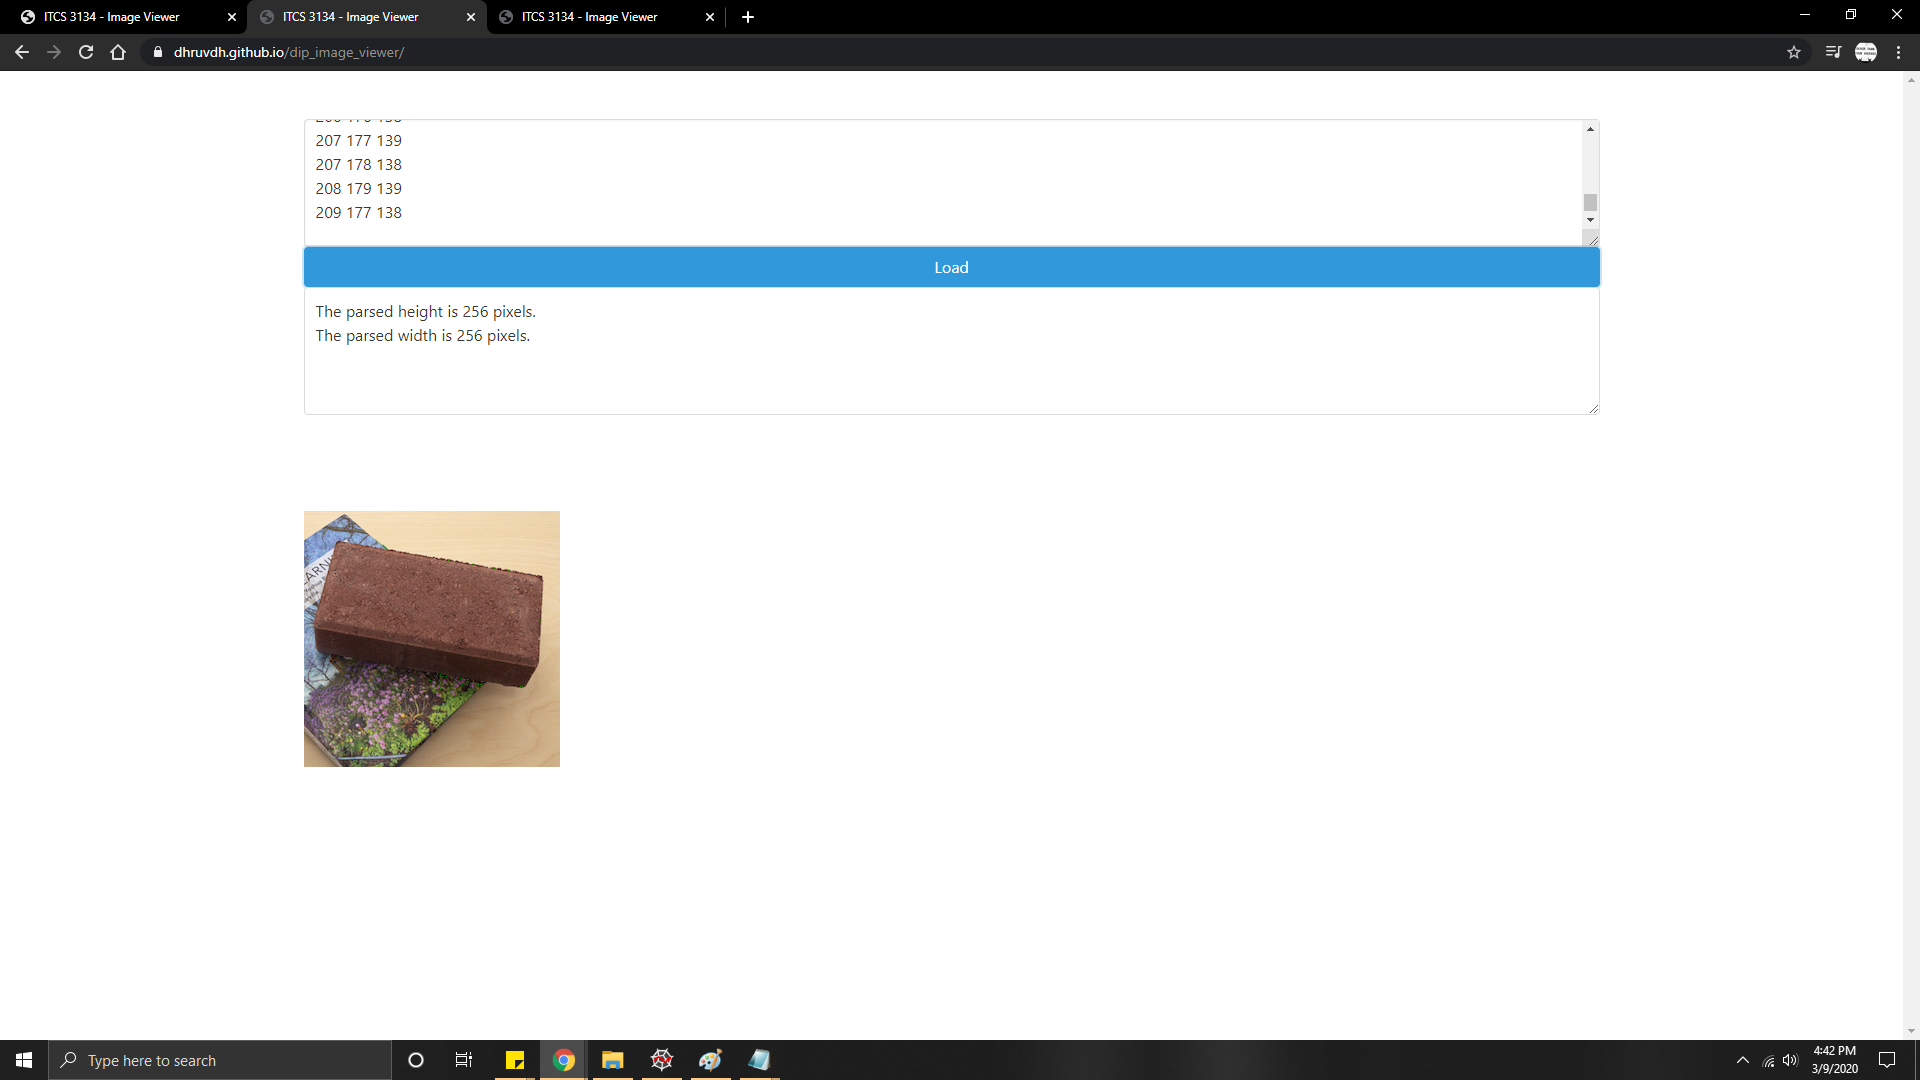 ITCS 3134 - Image Viewer
ITCS 3134 - Image Viewer
ITCS 3134 - Image Viewer
dhruvdh.github.io/dip_image_viewer/
207 177 139
207 178 138
208 179 139
209 177 138
Load
The parsed height is 256 pixels.
The parsed width is 256 pixels.
Type here to search
4:42 PM
3/9/2020